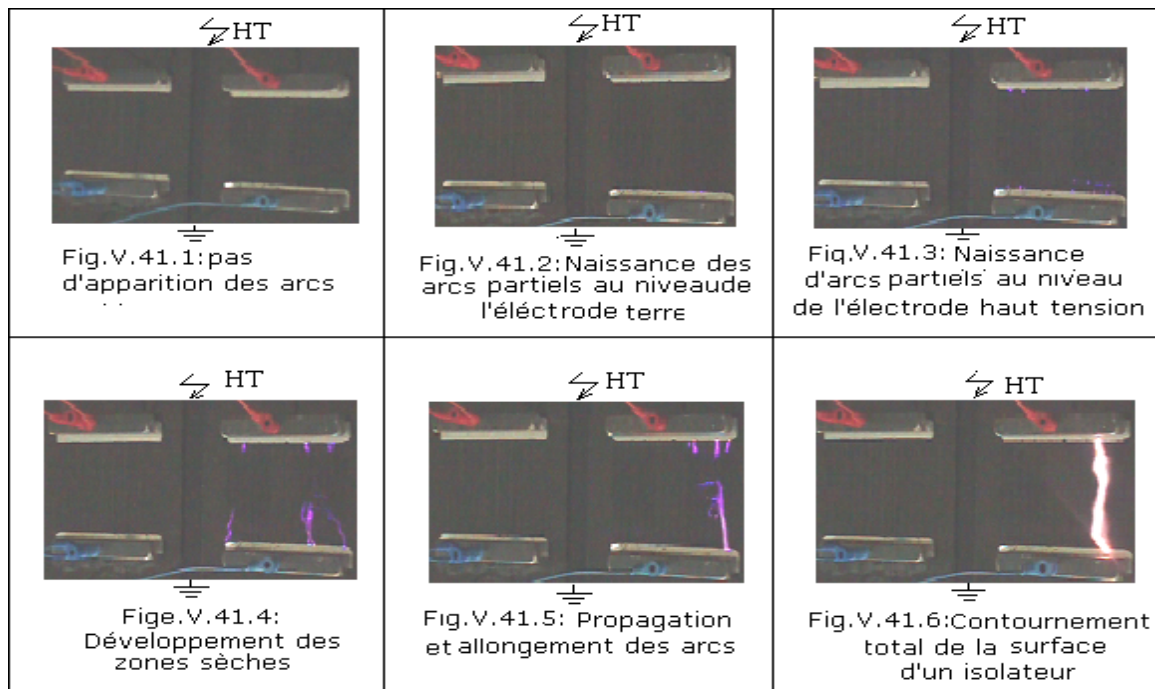 HT
HT
HT
Fig.V.41.1:pas
d'apparition des arcs
Fig.V.41.2:Naissance des
arcs partiels au niveaude
l'éléctrode terre
Fig.V.41.3: Naissance
d'arcs partiels au niveau
de l'électrode haut tension
HT
HT
HT
Fige.V.41.4:
Développement des
zones sèches
Fig.V.41.5: Propagation
et allongement des arcs
Fig.V.41.6:Contournement
total de la surface
d'un isolateur